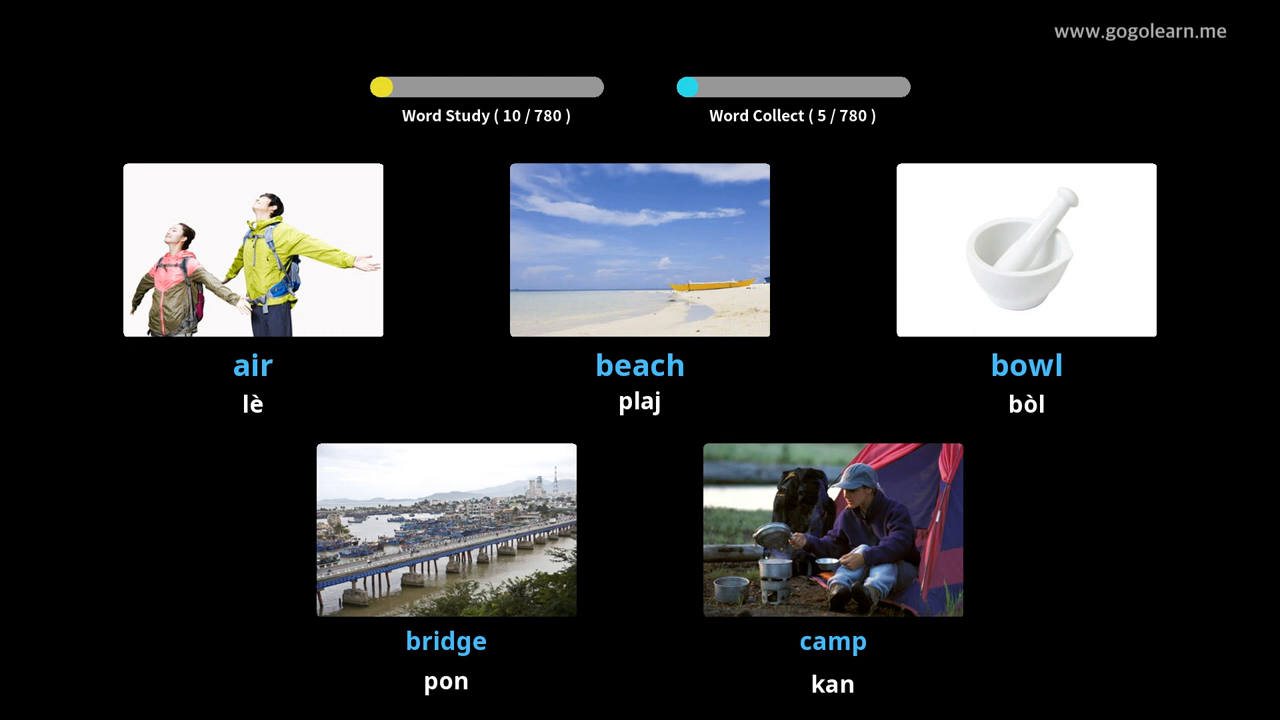 www.gogolearn.me
Word Study ( 10 / 780 )
Word Collect ( 5 / 780 )
air
lè
beach
plaj
bowl
bòl
bridge
pon
camp
kan